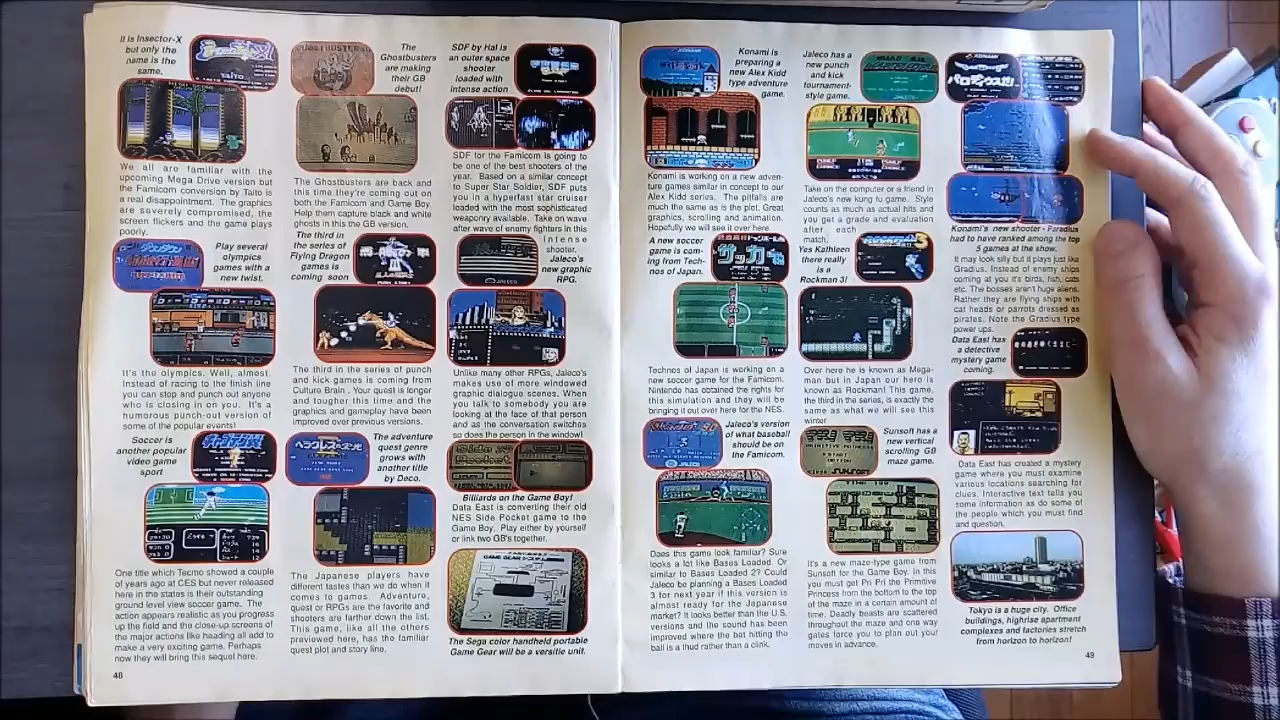 It is Insector-X
but only the
name is the
same.
TAITO
We all are familiar with the
upcoming Mega Drive version but
the Famicom conversion by Taito is
a real disappointment. The graphics
are severely compromised, the
screen flickers and the game plays
poorly.
Play several
olympics
games with a
new twist.
It's the olympics. Well, almost.
Instead of racing to the finish line
you can stop and punch out anyone
who is closing in on you. It's a
humorous punch-out version of
some of the popular events!
Soccer is
another popular
video game
sport
One title which Tecmo showed a couple
of years ago at CES but never released
here in the states is their outstanding
ground level view soccer game. The
action appears realistic as you progress
up the field and the close-up screens of
the major actions like heading all add to
make a very exciting game. Perhaps
now they will bring this sequel here.
48
The
Ghostbusters
are making
their GB
debut!
The Ghostbusters are back and
this time they're coming out on
both the Famicom and Game Boy.
Help them capture black and white
ghosts in this the GB version.
The third in
the series of
Flying Dragon
games is
coming soon
The third in the series of punch
and kick games is coming from
Culture Brain. Your quest is longer
and tougher this time and the
graphics and gameplay have been
improved over previous versions.
The adventure
quest genre
grows with
another title
by Deco.
The Japanese players have
different tastes than we do when it
comes to games. Adventure,
quest or RPGs are the favorite and
shooters are farther down the list.
This game, like all the others
previewed here, has the familiar
quest plot and story line.
SDF by Hal is
an outer space
shooter
loaded with
intense action
SDF for the Famicom is going to
be one of the best shooters of the
year. Based on a similar concept
to Super Star Soldier, SDF puts
you in a hyperfast star cruiser
loaded with the most sophisticated
weaponry available. Take on wave
after wave of enemy fighters in this
intense
shooter.
Jaleco's
new graphic
RPG.
JALECO
Unlike many other RPGs, Jaleco's
makes use of more windowed
graphic dialogue scenes. When
you talk to somebody you are
looking at the face of that person
and as the conversation switches
so does the person in the window!
Billiards on the Game Boy!
Data East is converting their old
NES Side Pocket game to the
Game Boy. Play either by yourself
or link two GB's together.
The Sega color handheld portable
Game Gear will be a versitle unit.
KONAMI
Konami is
preparing a
new Alex Kidd
type adventure
game.
Konami is working on a new adven-
ture games similar in concept to our
Alex Kidd series. The pitfalls are
much the same as is the plot. Great
graphics, scrolling and animation.
Hopefully we will see it over here.
A new soccer
game is com-
ing from Tech-
nos of Japan.
サッカー
Technos of Japan is working on a
new soccer game for the Famicom.
Nintendo has obtained the rights for
this simulation and they will be
bringing it out over here for the NES.
Jaleco's version
of what baseball
should be on
the Famicom.
JALECO
Does this game look familiar? Sure
looks a lot like Bases Loaded. Or
similar to Bases Loaded 2? Could
Jaleco be planning a Bases Loaded
3 for next year if this version is
almost ready for the Japanese
market? It looks better than the U.S.
versions and the sound has been
improved where the bat hitting the
ball is a thud rather than a clink.
Jaleco has a
new punch
and kick
tournament-
style game.
Take on the computer or a friend in
Jaleco's new kung fu game. Style
counts as much as actual hits and
you get a grade and evaluation
after each
match.
Yes Kathleen
there really
is a
Rockman 3!
3
Over here he is known as Mega-
man but in Japan our hero is
known as Rockman! This game,
the third in the series, is exactly the
same as what we will see this
winter
SUNSOFT
Sunsoft has a
new vertical
scrolling GB
maze game.
It's a new maze-type game from
Sunsoft for the Game Boy. In this
you must get Pri Pri the Primitive
Princess from the bottom to the top
of the maze in a certain amount of
time. Deadly beasts are scattered
throughout the maze and one way
gates force you to plan out your
moves in advance.
KONAMI
パロディウスだ!
Konami's new shooter - Paradius
had to have ranked among the top
5 games at the show.
It may look silly but it plays just like
Gradius. Instead of enemy ships
coming at you it's birds, fish, cats
etc. The bosses aren't huge aliens.
Rather they are flying ships with
cat heads or parrots dressed as
pirates. Note the Gradius type
power ups.
Data East has
a detective
mystery game
coming.
Data East has created a mystery
game where you must examine
various locations searching for
clues. Interactive text tells you
some information as do some of
the people which you must find
and question.
Tokyo is a huge city. Office
buildings, highrise apartment
complexes and factories stretch
from horizon to horizon!
49